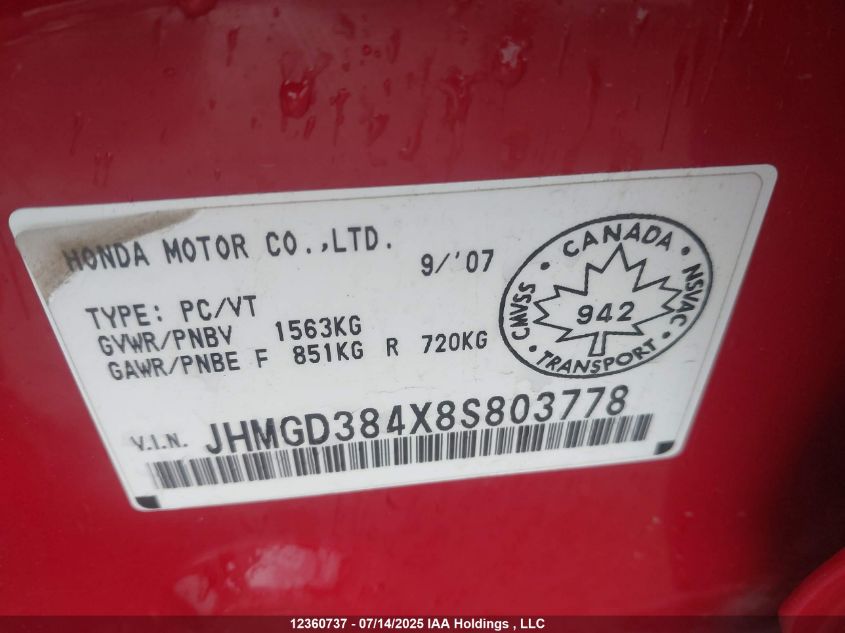 HONDA MOTOR CO.,LTD.
9/'07
TYPE: PC/VT
GVWR/PNBV 1563KG
GAWR/PNBE F 851KG R 720KG
CANADA
CMVSS
942
NSVAC
TRANSPORT
V.I.N. JHMGD384X8S803778
12360737 - 07/14/2025 IAA Holdings , LLC